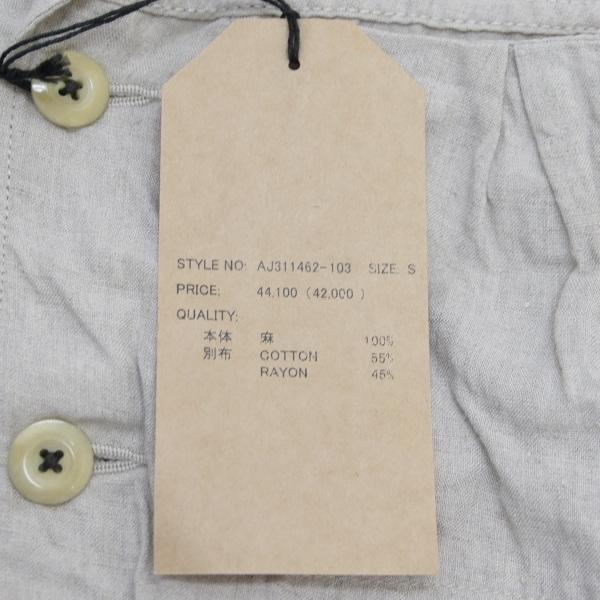 STYLE NO: AJ311462-103 SIZE: S
PRICE; 44,100 (42,000 )
QUALITY:
本体 麻 100%
別布 COTTON 55%
RAYON 45%